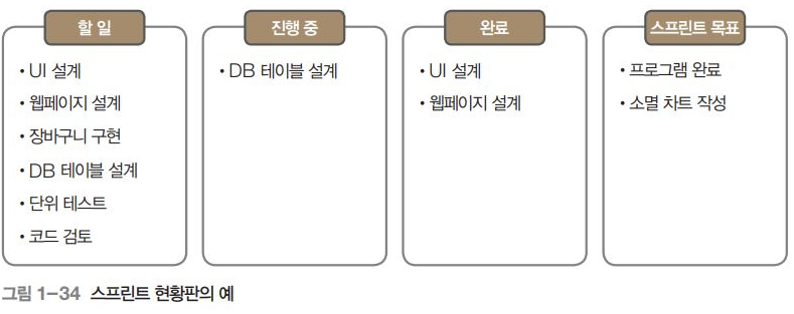 할 일
· UI 설계
· 웹페이지 설계
· 장바구니 구현
· DB 테이블 설계
· 단위 테스트
· 코드 검토
진행 중
· DB 테이블 설계
완료
· UI 설계
· 웹페이지 설계
스프린트 목표
· 프로그램 완료
· 소멸 차트 작성
그림 1-34 스프린트 현황판의 예